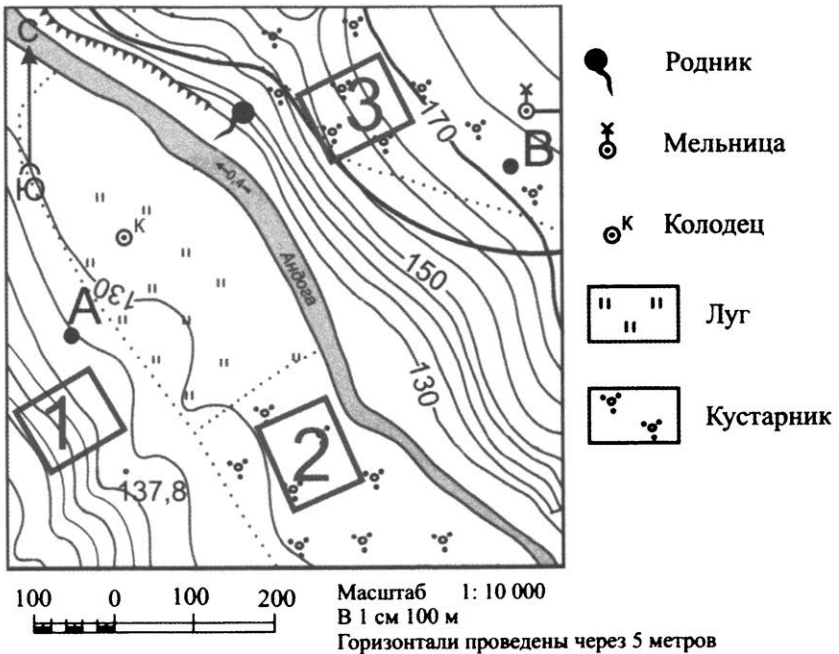 С
Ю
К
А
130
1
137,8
2
0,4
Андога
3
170
В
150
130
Родник
Мельница
К
Колодец
Луг
Кустарник
100 0 100 200
Масштаб 1: 10 000
В 1 см 100 м
Горизонтали проведены через 5 метров